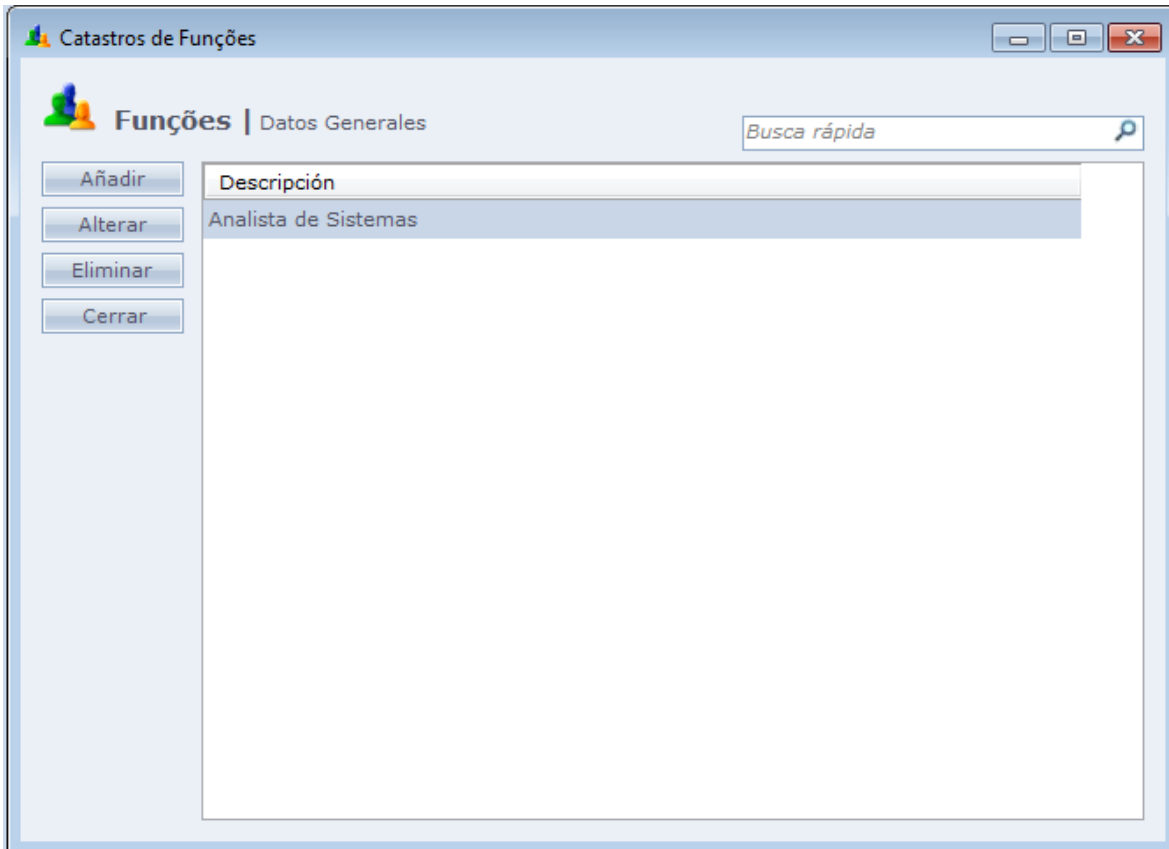 Catastros de Funções
Funções | Datos Generales
Busca rápida
Añadir
Alterar
Eliminar
Cerrar
Descripción
Analista de Sistemas